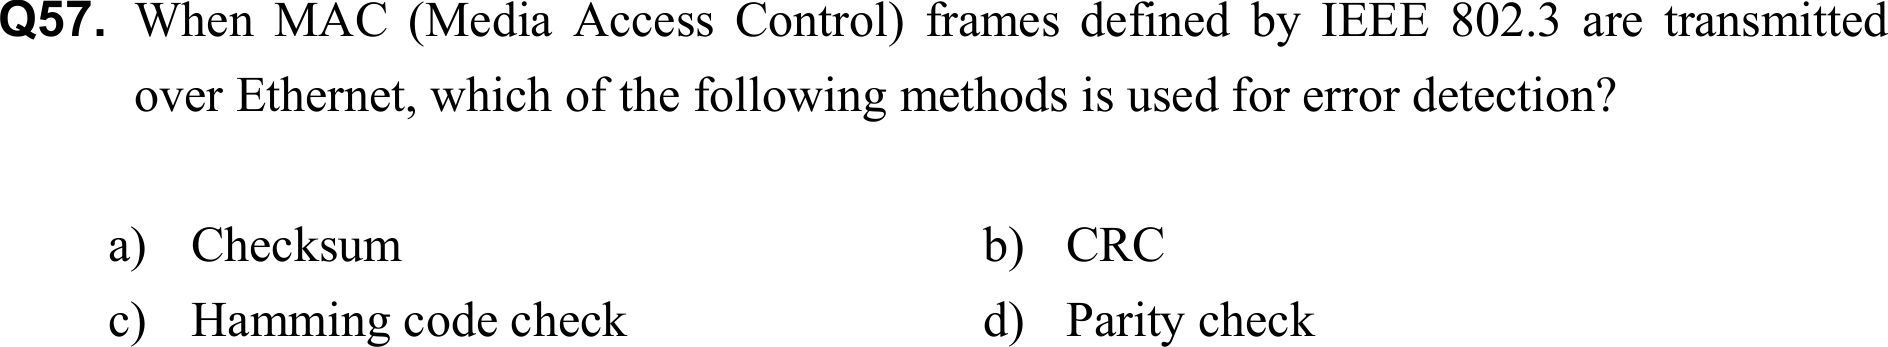 Q57. When MAC (Media Access Control) frames defined by IEEE 802.3 are transmitted
over Ethernet, which of the following methods is used for error detection?
a) Checksum b) CRC
c) Hamming code check d) Parity check